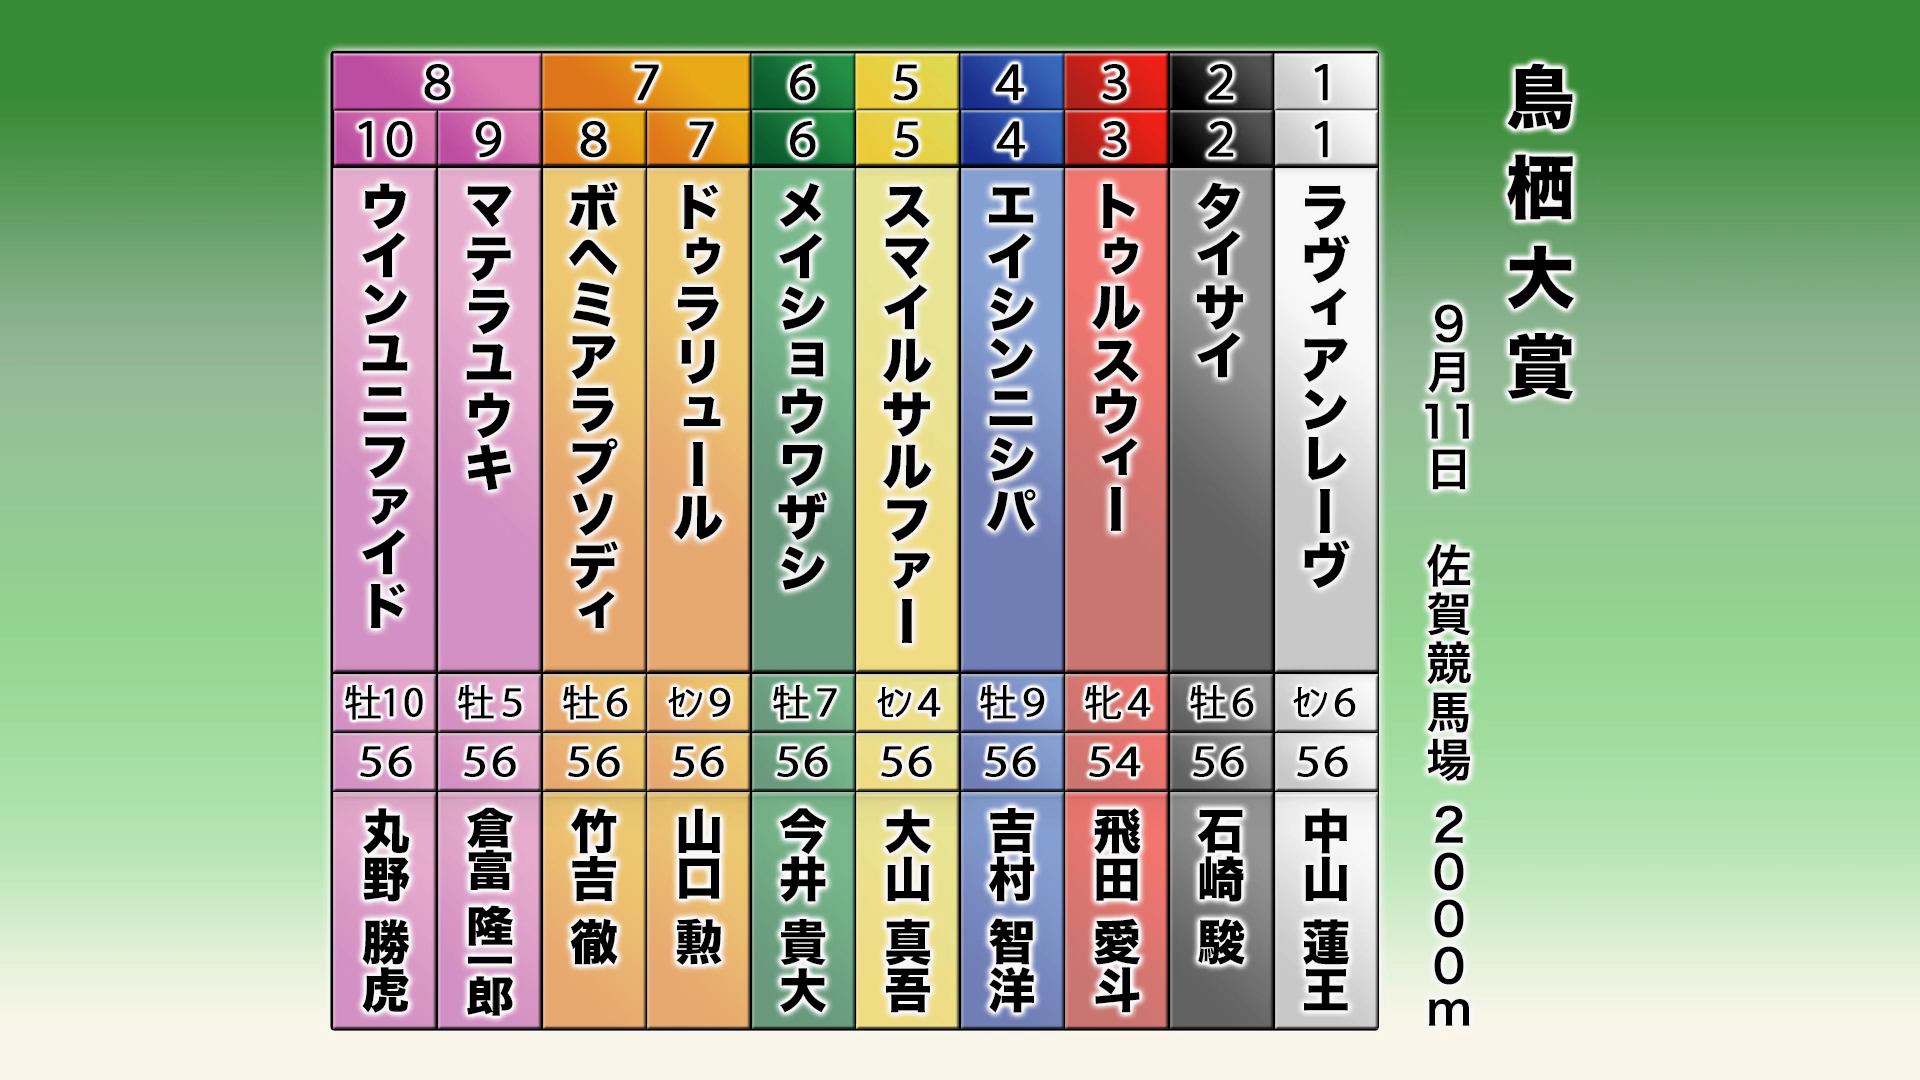 鳥栖大賞
9月11日 佐賀競馬場 2000m
1
1
ラヴィアンレーヴ
セン6
56
中山 蓮王
2
2
タイサイ
牡6
56
石崎 駿
3
3
トゥルスウィー
牝4
54
飛田 愛斗
4
4
エイシンニシパ
牡9
56
吉村 智洋
5
5
スマイルサルファー
セン4
56
大山 真吾
6
6
メイショウワザシ
牡7
56
今井 貴大
7
7
ドゥラリュール
セン9
56
山口 勲
8
ボヘミアラプソディ
牡6
56
竹吉 徹
8
9
マテラユウキ
牡5
56
倉富 隆一郎
10
ウインユニファイド
牡10
56
丸野 勝虎